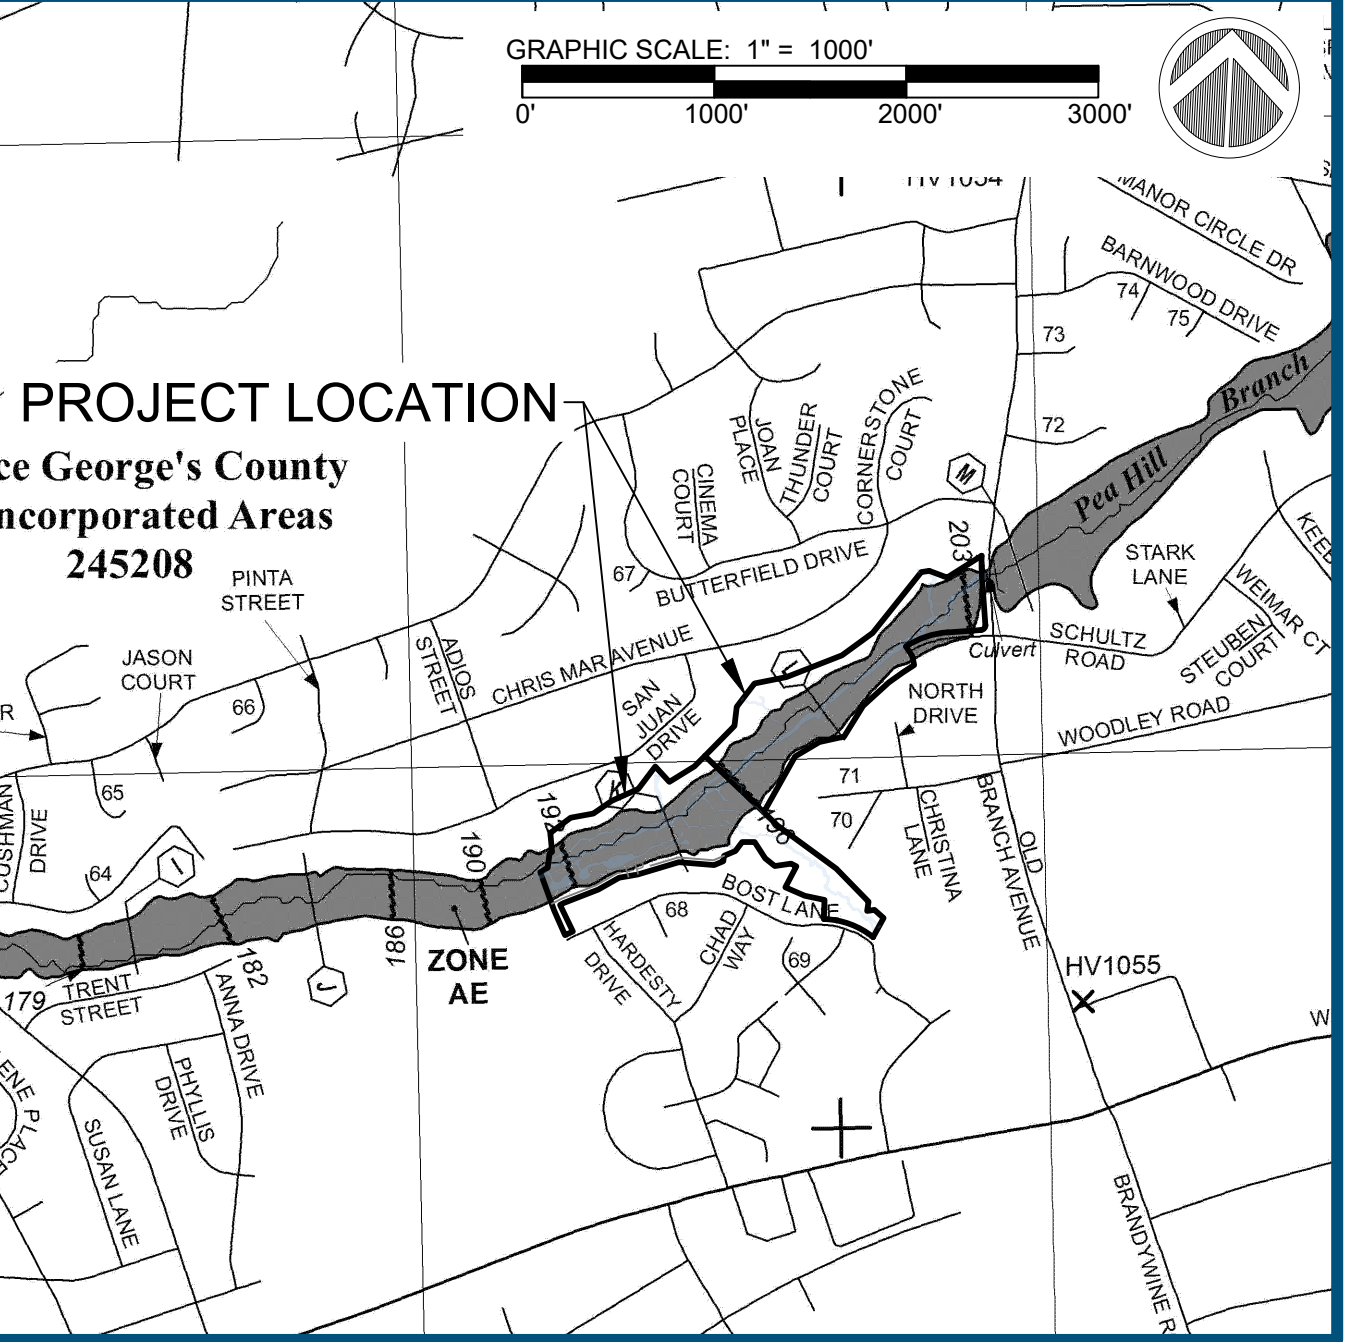 GRAPHIC SCALE: 1" = 1000'
0' 1000' 2000' 3000'
HV1054
MANOR CIRCLE DR
BARNWOOD DRIVE
74
75
73
72
Branch
Pea Hill
PROJECT LOCATION
ce George's County
ncorporated Areas
245208
JOAN
PLACE
THUNDER
COURT
CORNERSTONE
COURT
CINEMA
COURT
M
203
67
BUTTERFIELD DRIVE
STARK
LANE
KEEB
WEIMAR CT
STEUBEN
COURT
SCHULTZ
ROAD
Culvert
PINTA
STREET
JASON
COURT
66
ADIOS
STREET
CHRIS MAR AVENUE
SAN
JUAN
DRIVE
L
NORTH
DRIVE
WOODLEY ROAD
R
65
CUSHMAN
DRIVE
64
I
K
192
190
196
71
70
CHRISTINA
LANE
OLD
BRANCH AVENUE
BOST LANE
68
CHAD
WAY
69
HARDESTY
DRIVE
186
182
179
ZONE
AE
J
TRENT
STREET
ANNA DRIVE
PHYLLIS
DRIVE
SUSAN LANE
ENE PLACE
HV1055
W
BRANDYWINE R